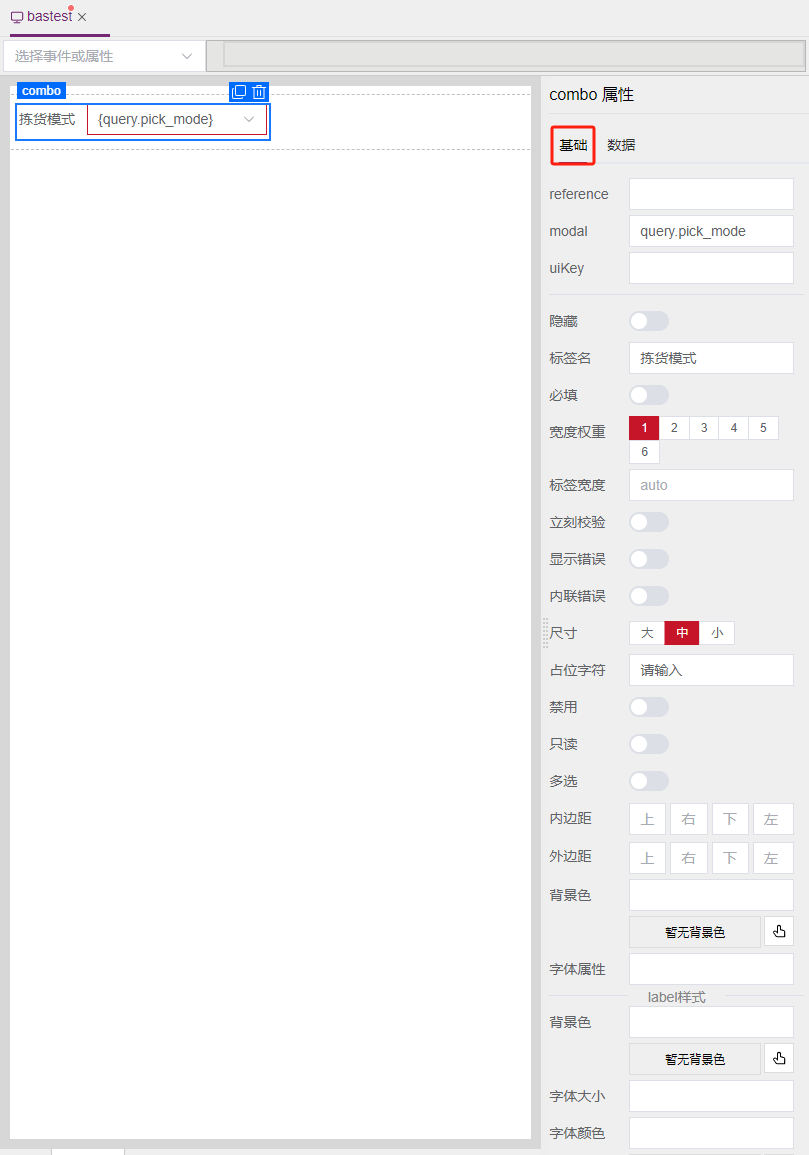 bastest
选择事件或属性
combo
拣货模式 {query.pick_mode}
combo 属性
基础 数据
reference
modal query.pick_mode
uiKey
隐藏
标签名 拣货模式
必填
宽度权重 1 2 3 4 5
6
标签宽度 auto
立刻校验
显示错误
内联错误
尺寸 大 中 小
占位字符 请输入
禁用
只读
多选
内边距 上 右 下 左
外边距 上 右 下 左
背景色
暂无背景色
字体属性
label样式
背景色
暂无背景色
字体大小
字体颜色